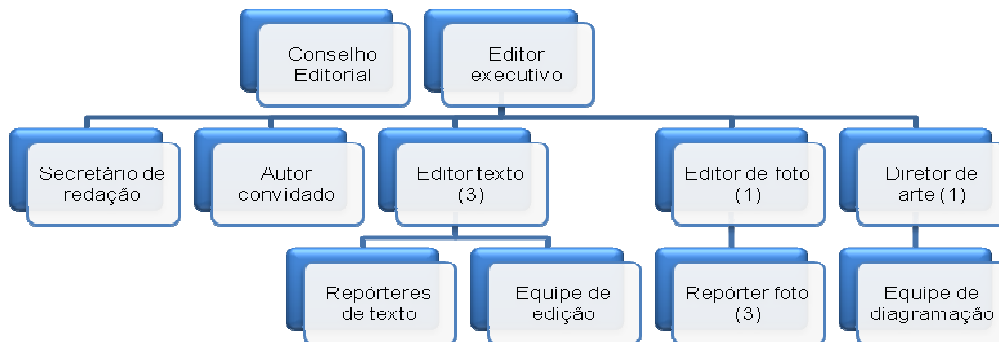 Conselho
Editorial
Editor
executivo
Secretário de
redação
Autor
convidado
Editor texto
(3)
Editor de foto
(1)
Diretor de
arte (1)
Repórteres
de texto
Equipe de
edição
Repórter foto
(3)
Equipe de
diagramação